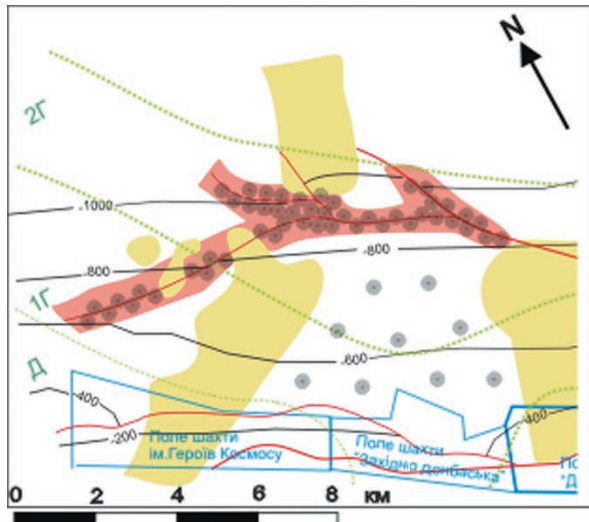 N
2Г
-1000
-800
-800
1Г
-600
Д
-400
-400
-200
Поле шахти
ім.Героїв Космосу
Поле шахти
"Західно донбаська"
По
"Д
0 2 4 6 8 км